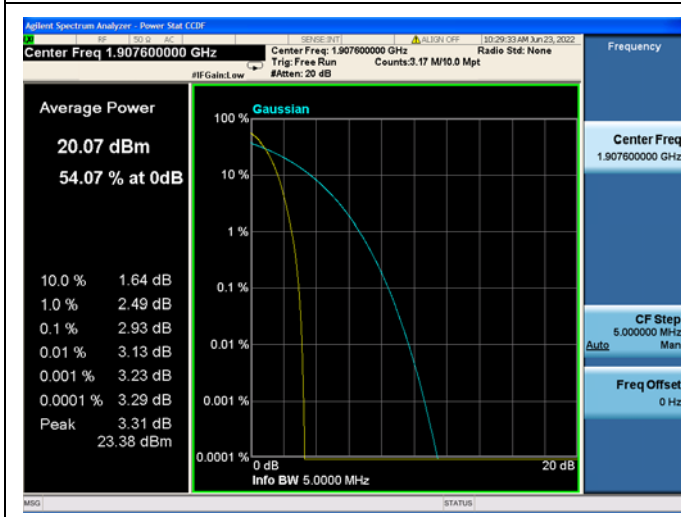 Agilent Spectrum Analyzer - Power Stat CCDF
RF 50 Ω AC SENSE:INT ALIGN OFF 10:29:33 AM Jun 23, 2022
Center Freq 1.907600000 GHz Center Freq: 1.907600000 GHz Radio Std: None
Trig: Free Run Counts:3.17 M/10.0 Mpt
#IFGain:Low #Atten: 20 dB
Frequency
Average Power
20.07 dBm
54.07 % at 0dB
10.0 % 1.64 dB
1.0 % 2.49 dB
0.1 % 2.93 dB
0.01 % 3.13 dB
0.001 % 3.23 dB
0.0001 % 3.29 dB
Peak 3.31 dB
23.38 dBm
Gaussian
100 %
10 %
1 %
0.1 %
0.01 %
0.001 %
0.0001 %
0 dB 20 dB
Info BW 5.0000 MHz
Center Freq
1.907600000 GHz
CF Step
5.000000 MHz
Auto Man
Freq Offset
0 Hz
MSG STATUS